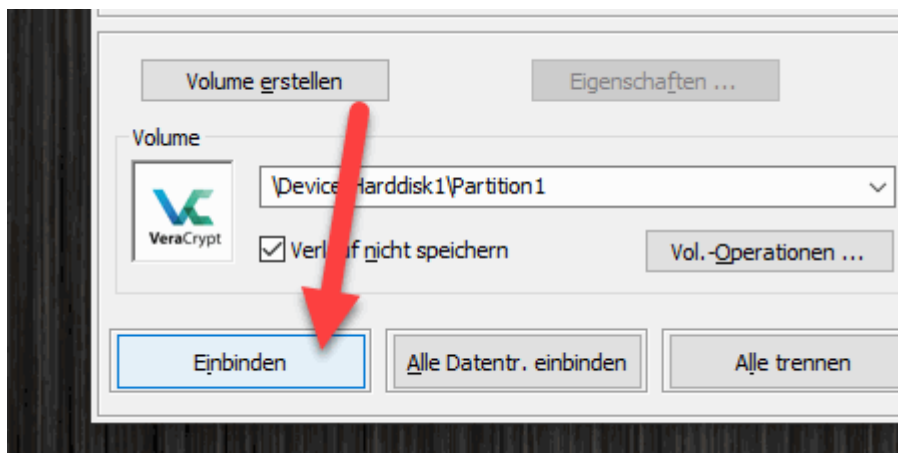 Volume erstellen
Eigenschaften ...
Volume
VeraCrypt
\Device\Harddisk1\Partition1
Verlauf nicht speichern
Vol.-Operationen ...
Einbinden
Alle Datentr. einbinden
Alle trennen